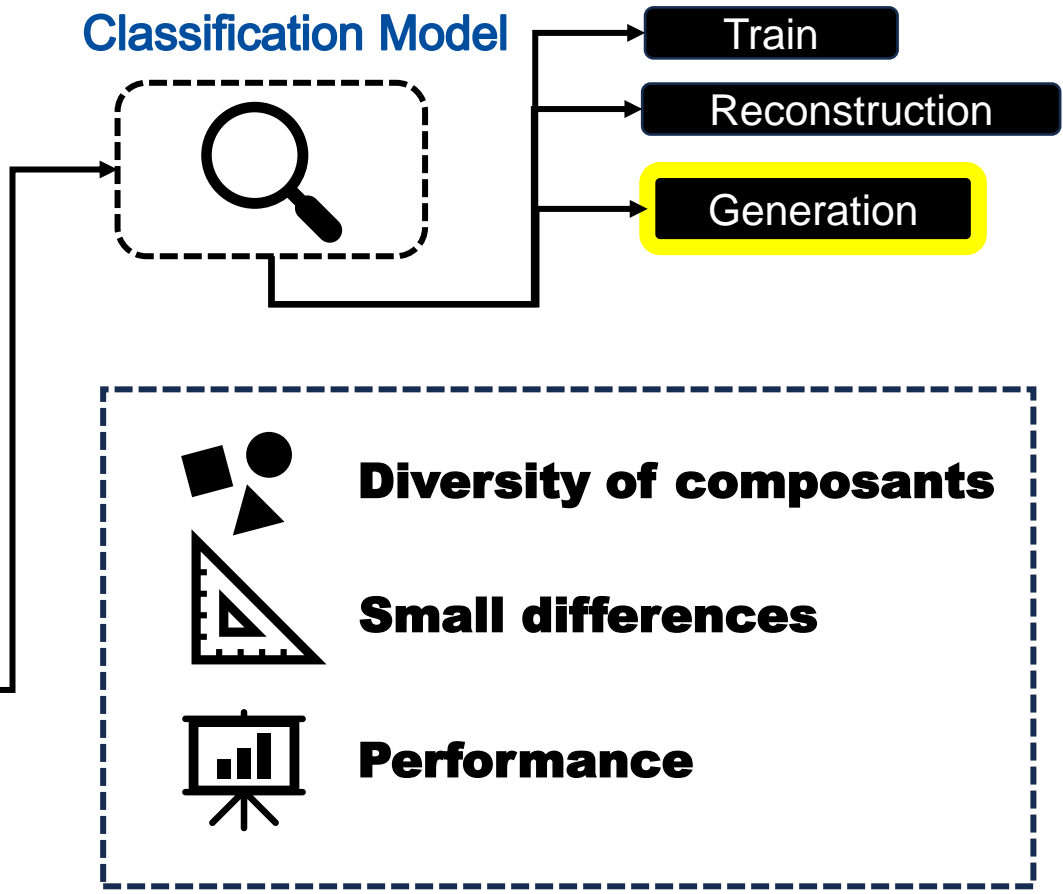 Classification Model
Train
Reconstruction
Generation
Diversity of composants
Small differences
Performance